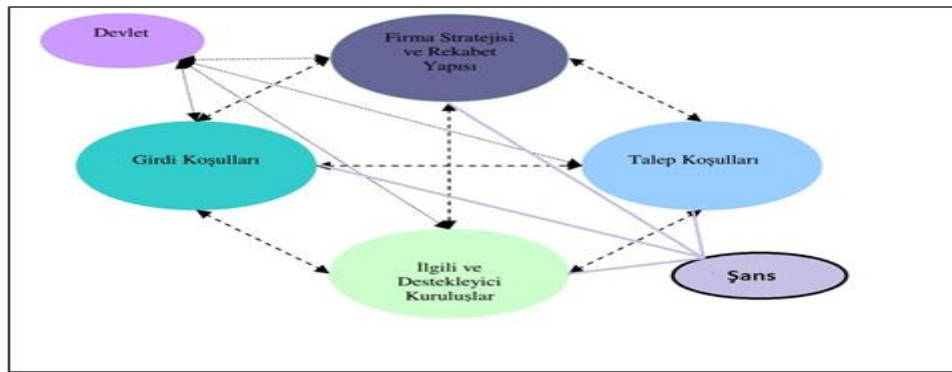 Devlet
Firma Stratejisi
ve Rekabet
Yapısı
Girdi Koşulları
Talep Koşulları
İlgili ve
Destekleyici
Kuruluşlar
Şans